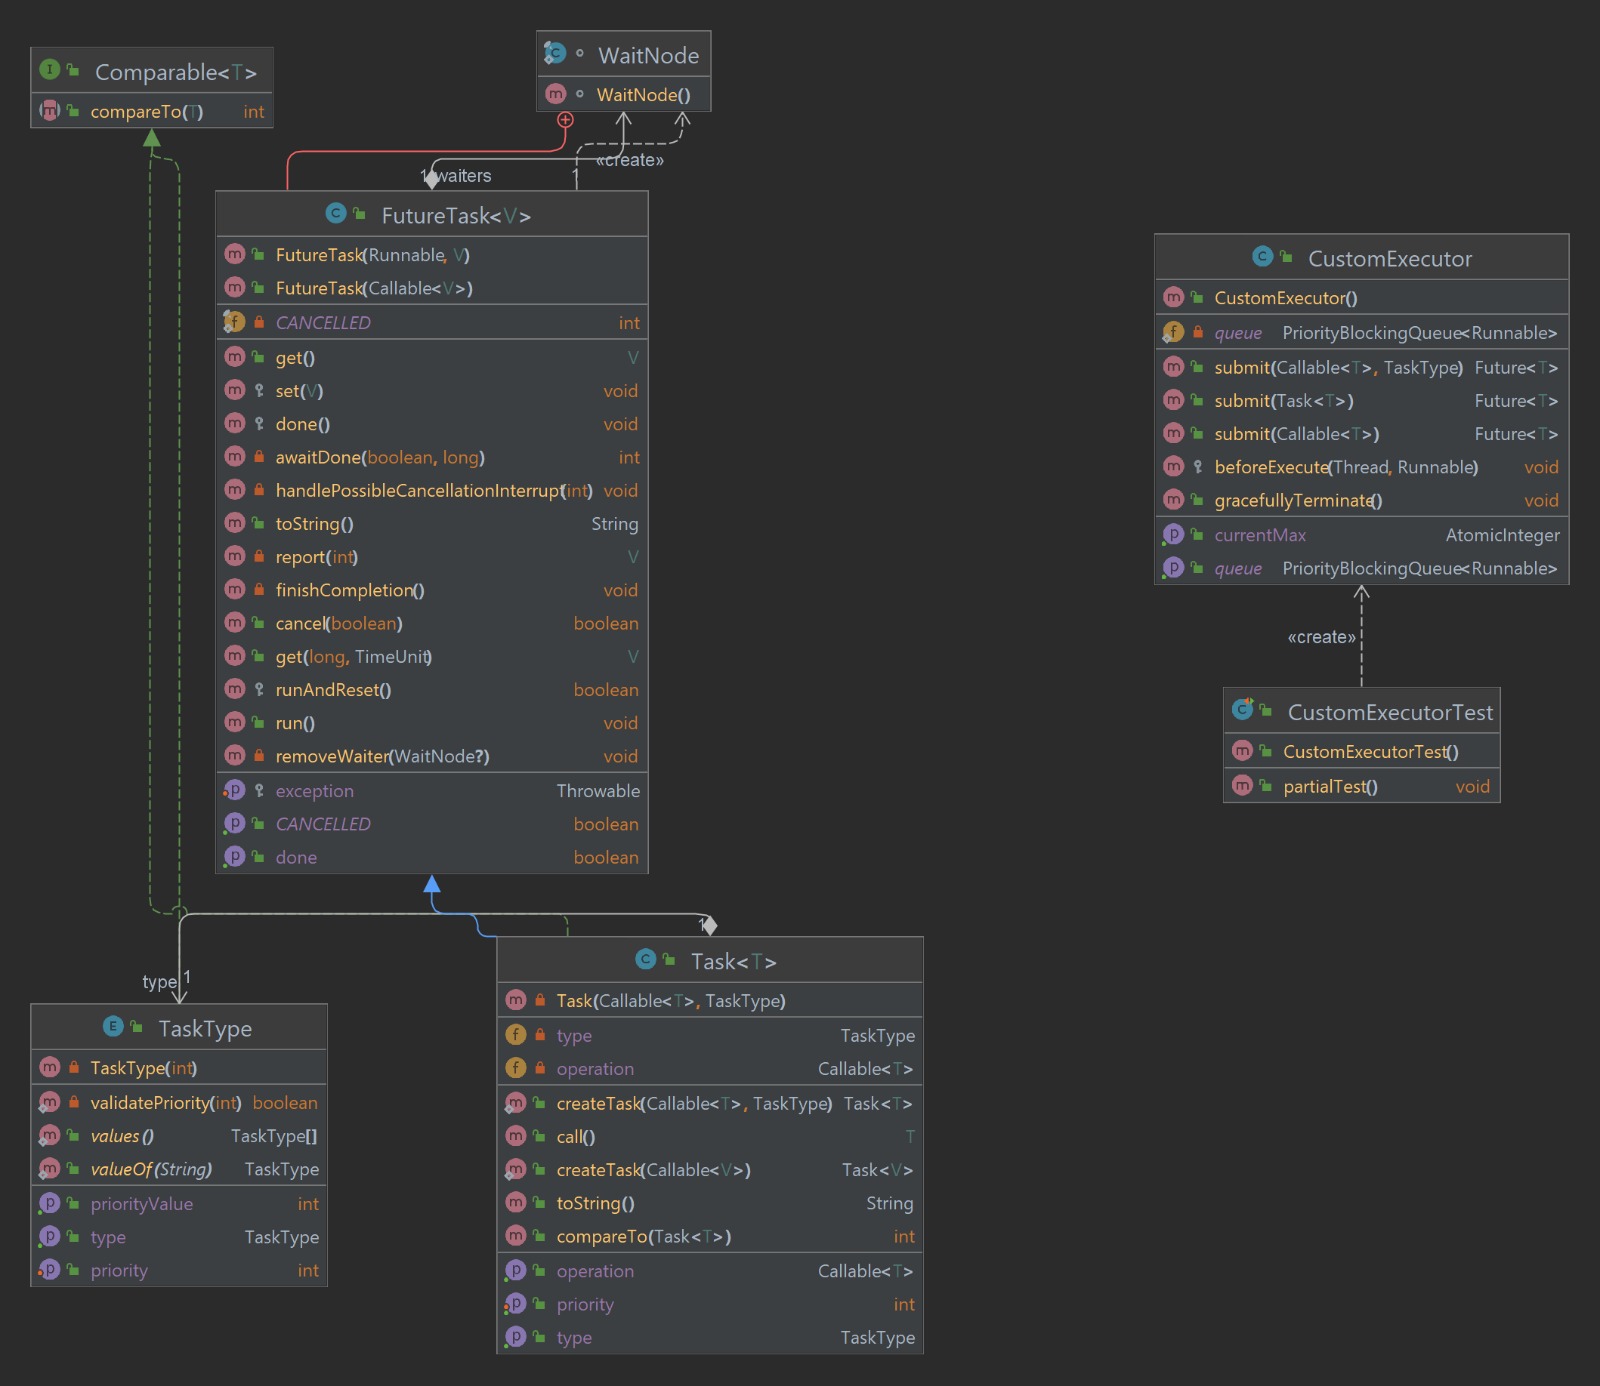 Comparable<T>
compareTo(T) int
WaitNode
WaitNode()
«create»
1 waiters
1
FutureTask<V>
FutureTask(Runnable, V)
FutureTask(Callable<V>)
CANCELLED int
get() V
set(V) void
done() void
awaitDone(boolean, long) int
handlePossibleCancellationInterrupt(int) void
toString() String
report(int) V
finishCompletion() void
cancel(boolean) boolean
get(long, TimeUnit) V
runAndReset() boolean
run() void
removeWaiter(WaitNode?) void
exception Throwable
CANCELLED boolean
done boolean
CustomExecutor
CustomExecutor()
queue PriorityBlockingQueue<Runnable>
submit(Callable<T>, TaskType) Future<T>
submit(Task<T>) Future<T>
submit(Callable<T>) Future<T>
beforeExecute(Thread, Runnable) void
gracefullyTerminate() void
currentMax AtomicInteger
queue PriorityBlockingQueue<Runnable>
«create»
CustomExecutorTest
CustomExecutorTest()
partialTest() void
1
type 1
TaskType
TaskType(int)
validatePriority(int) boolean
values() TaskType[]
valueOf(String) TaskType
priorityValue int
type TaskType
priority int
Task<T>
Task(Callable<T>, TaskType)
type TaskType
operation Callable<T>
createTask(Callable<T>, TaskType) Task<T>
call() T
createTask(Callable<V>) Task<V>
toString() String
compareTo(Task<T>) int
operation Callable<T>
priority int
type TaskType